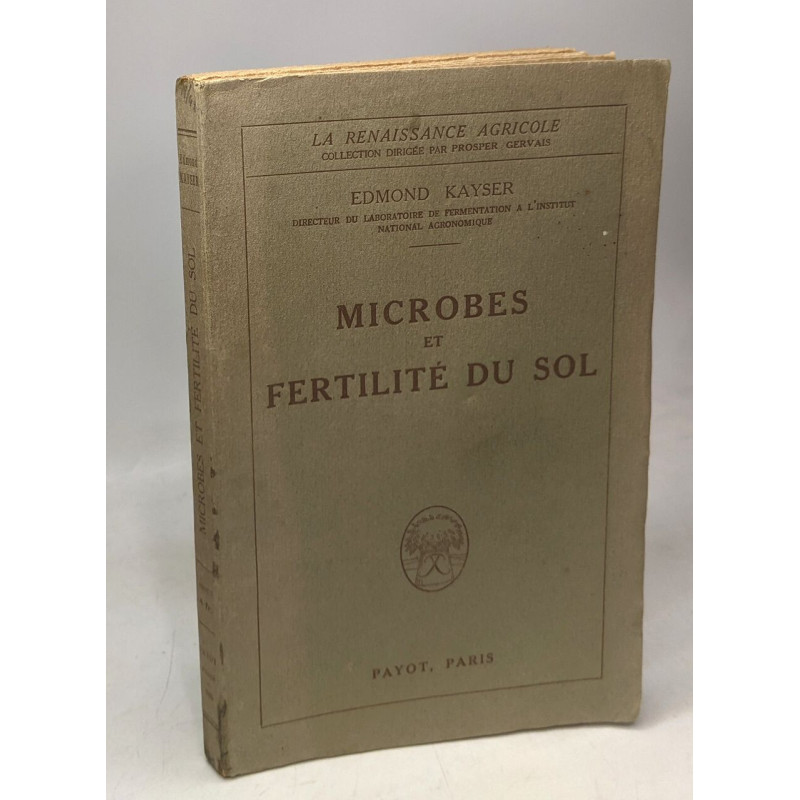 LA RENAISSANCE AGRICOLE
COLLECTION DIRIGÉE PAR PROSPER GERVAIS
EDMOND KAYSER
DIRECTEUR DU LABORATOIRE DE FERMENTATION A L'INSTITUT
NATIONAL AGRONOMIQUE
MICROBES
ET
FERTILITÉ DU SOL
PAYOT, PARIS
KAYSER
MICROBES ET FERTILITÉ DU SOL